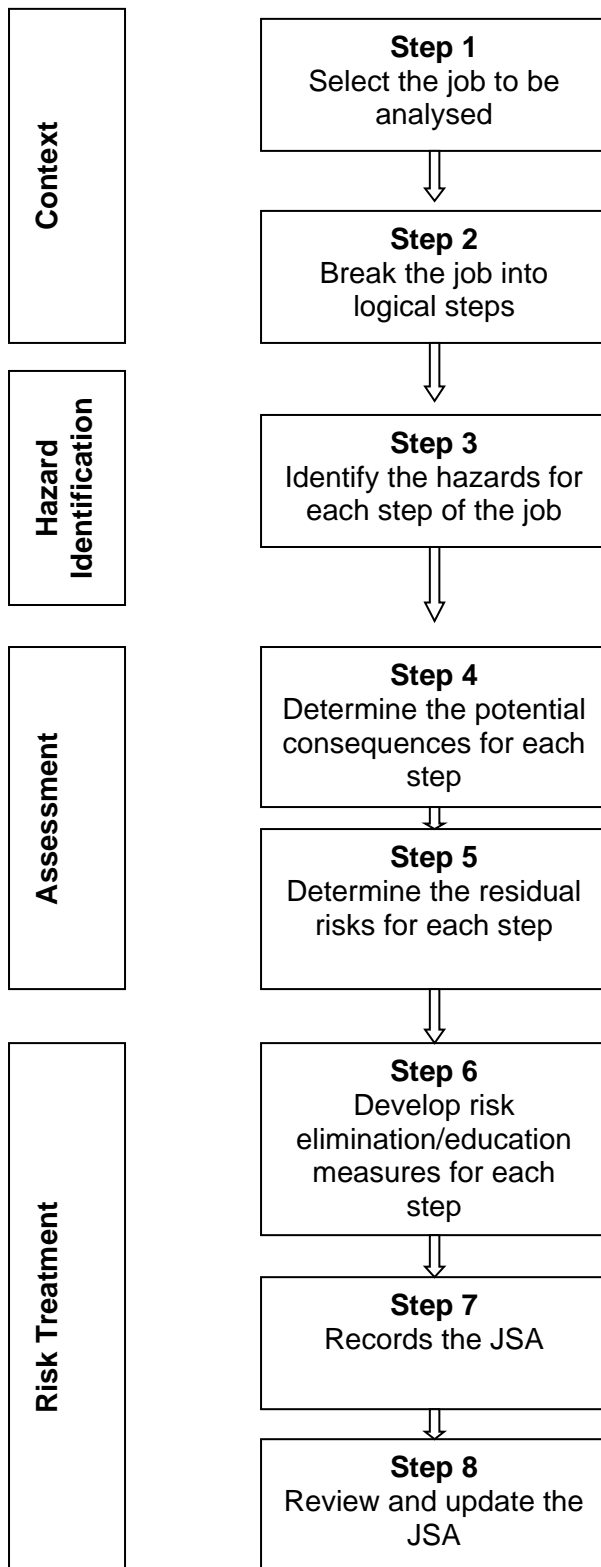 Context
Step 1
Select the job to be
analysed
Step 2
Break the job into
logical steps
Hazard
Identification
Step 3
Identify the hazards for
each step of the job
Assessment
Step 4
Determine the potential
consequences for each
step
Step 5
Determine the residual
risks for each step
Risk Treatment
Step 6
Develop risk
elimination/education
measures for each
step
Step 7
Records the JSA
Step 8
Review and update the
JSA